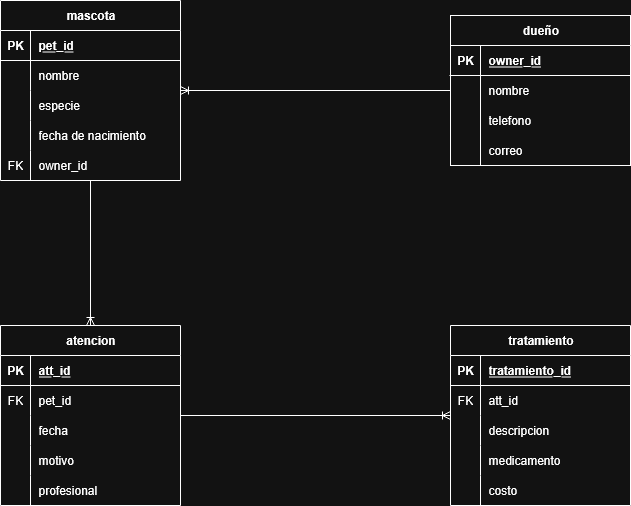 mascota
PK pet_id
nombre
especie
fecha de nacimiento
FK owner_id
dueño
PK owner_id
nombre
telefono
correo
atencion
PK att_id
FK pet_id
fecha
motivo
profesional
tratamiento
PK tratamiento_id
FK att_id
descripcion
medicamento
costo